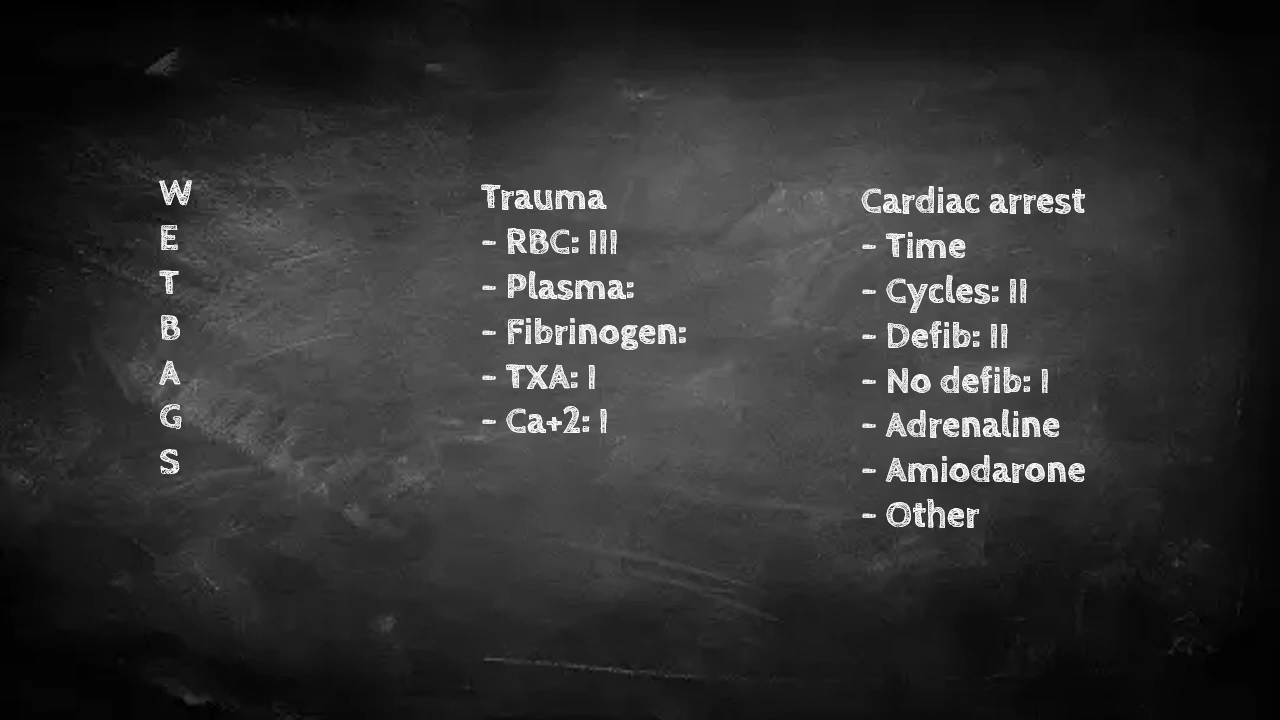 W
E
T
B
A
G
S
Trauma
- RBC: III
- Plasma:
- Fibrinogen:
- TXA: I
- Ca+2: I
Cardiac arrest
- Time
- Cycles: II
- Defib: II
- No defib: I
- Adrenaline
- Amiodarone
- Other